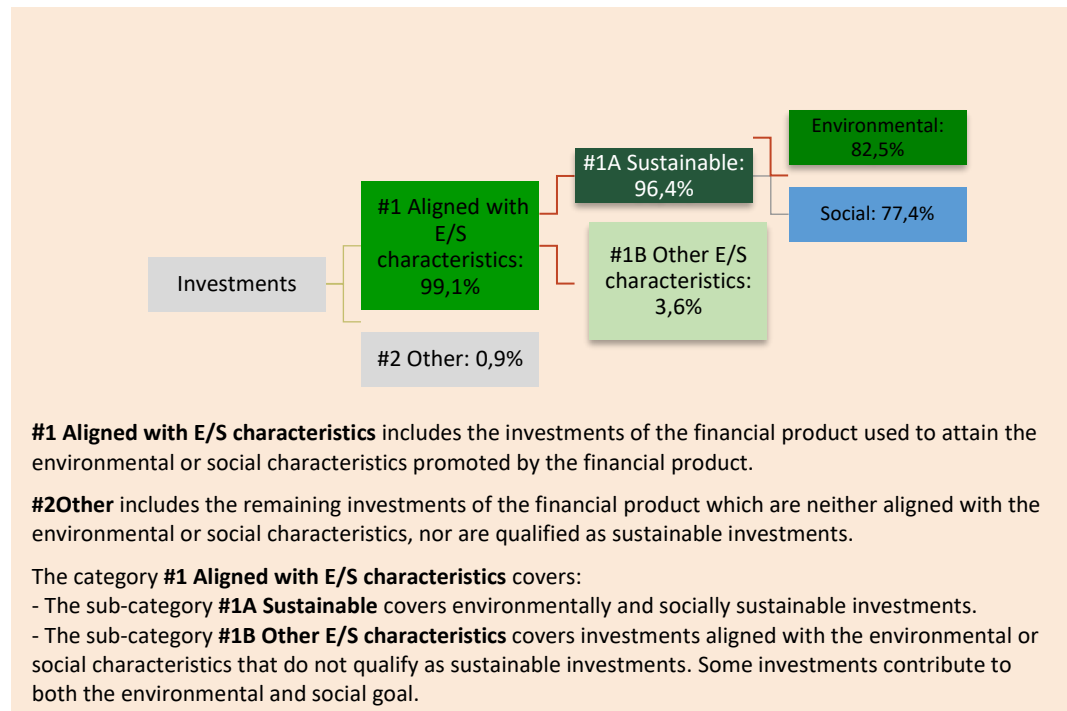 Investments
#1 Aligned with
E/S
characteristics:
99,1%
#2 Other: 0,9%
#1A Sustainable:
96,4%
#1B Other E/S
characteristics:
3,6%
Environmental:
82,5%
Social: 77,4%
#1 Aligned with E/S characteristics includes the investments of the financial product used to attain the
environmental or social characteristics promoted by the financial product.
#2Other includes the remaining investments of the financial product which are neither aligned with the
environmental or social characteristics, nor are qualified as sustainable investments.
The category #1 Aligned with E/S characteristics covers:
- The sub-category #1A Sustainable covers environmentally and socially sustainable investments.
- The sub-category #1B Other E/S characteristics covers investments aligned with the environmental or
social characteristics that do not qualify as sustainable investments. Some investments contribute to
both the environmental and social goal.